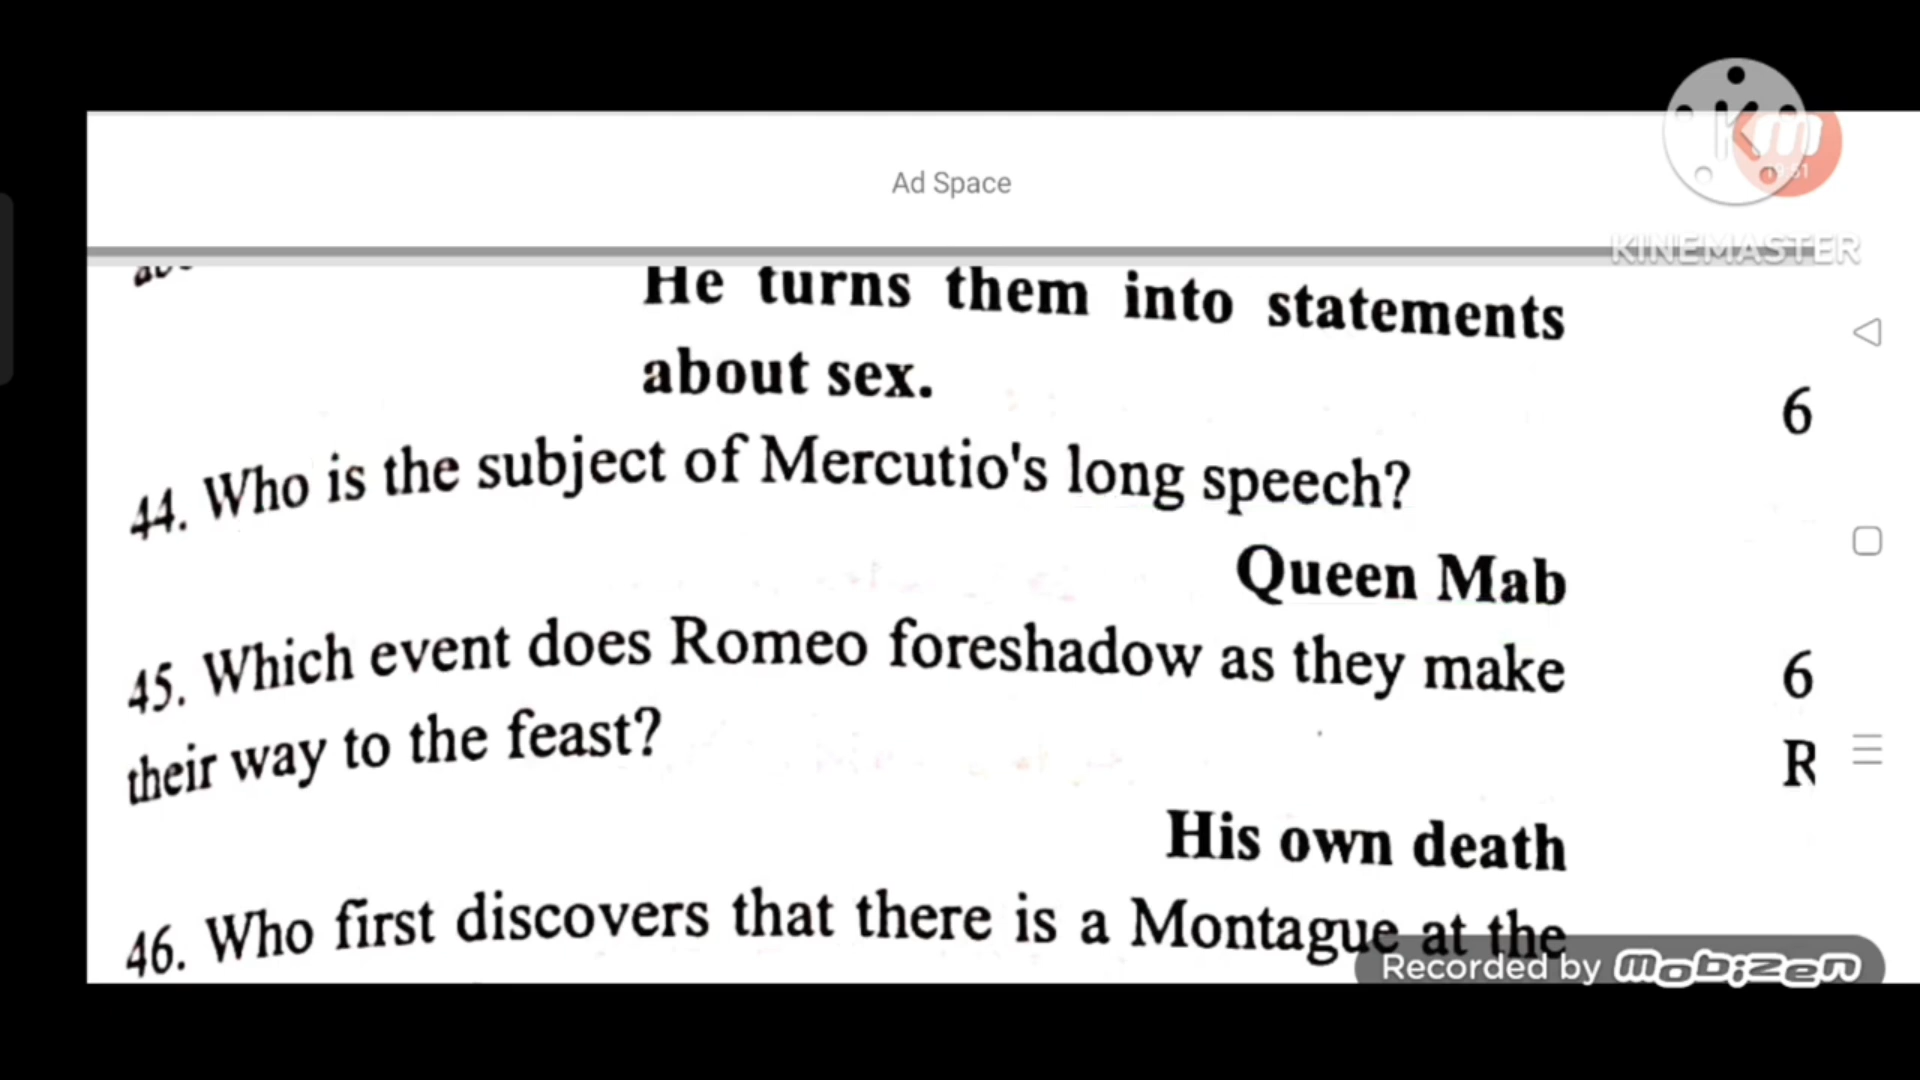 Ad Space
KINEMASTER
He turns them into statements
about sex.
6
44. Who is the subject of Mercutio's long speech?
Queen Mab
45. Which event does Romeo foreshadow as they make
6
their way to the feast?
R
His own death
46. Who first discovers that there is a Montague at the
Recorded by mobizen